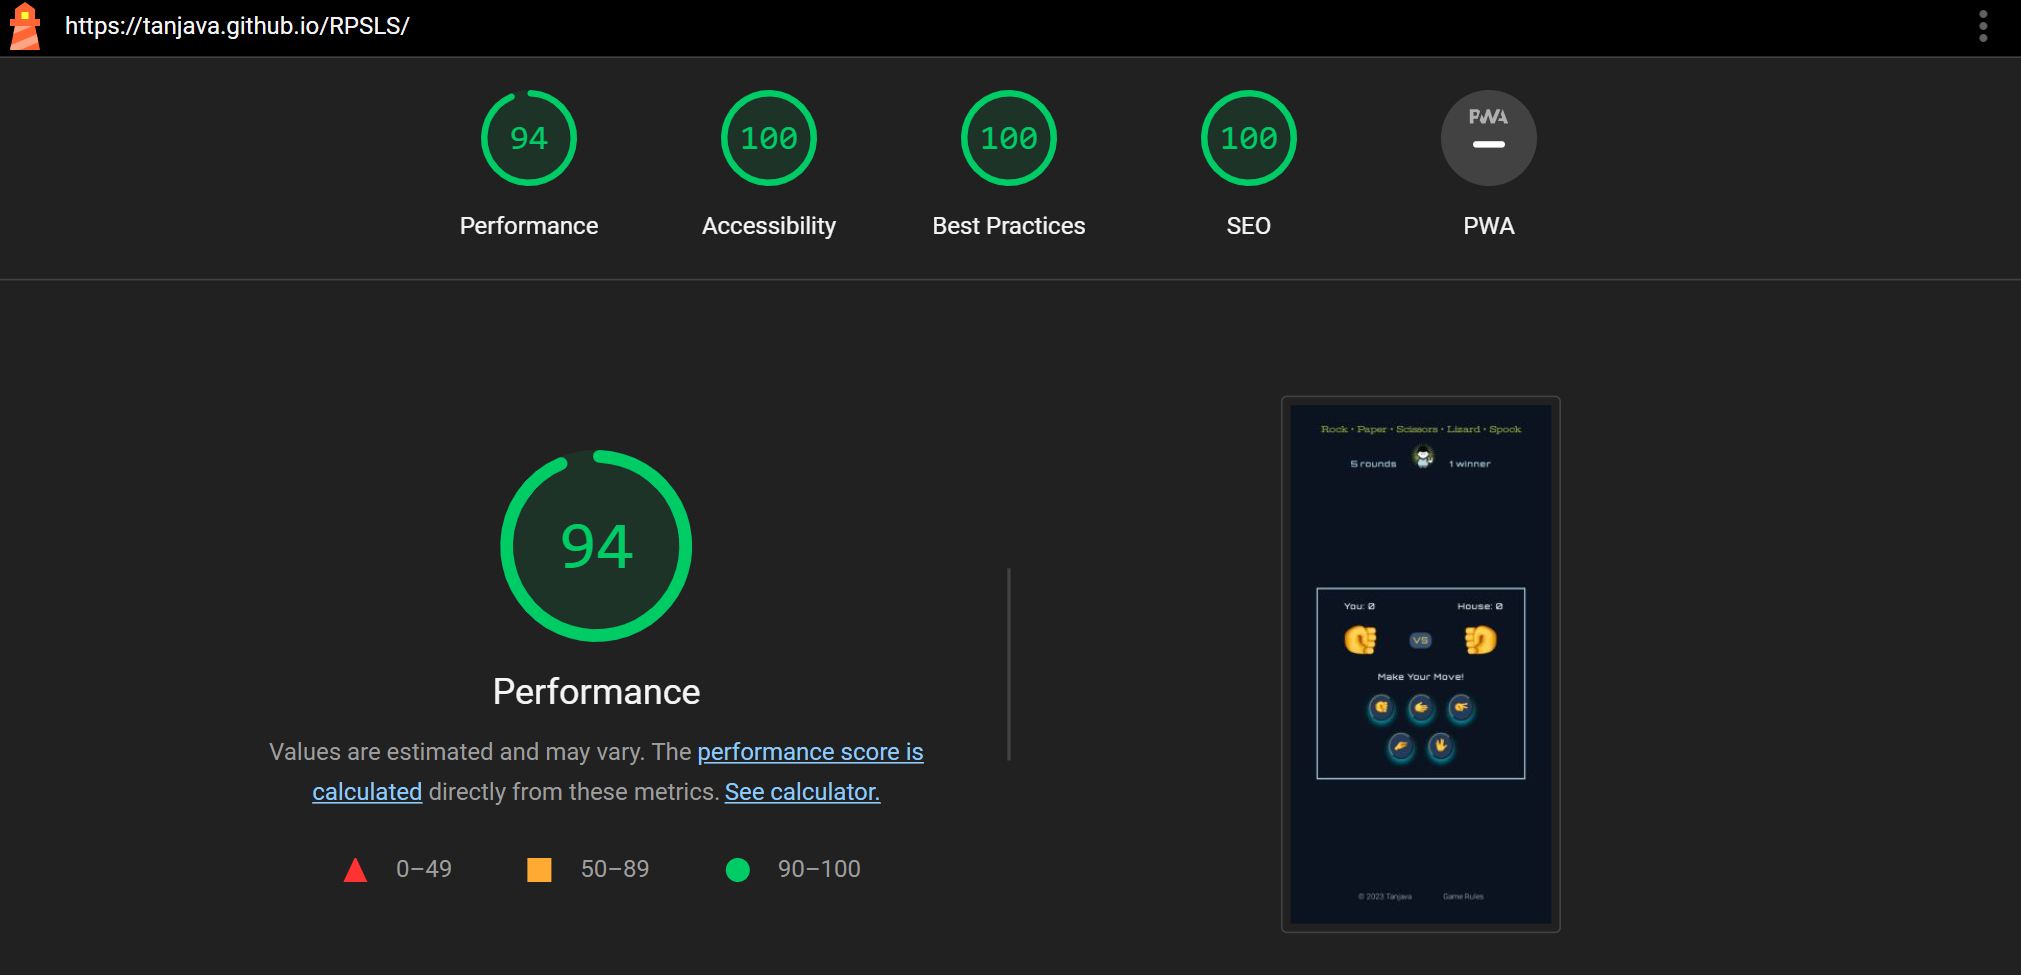 https://tanjava.github.io/RPSLS/
94
100
100
100
PWA
Performance
Accessibility
Best Practices
SEO
PWA
94
Performance
Values are estimated and may vary. The performance score is
calculated directly from these metrics. See calculator.
0–49
50–89
90–100
Rock • Paper • Scissors • Lizard • Spock
5 rounds
1 winner
You: 0
House: 0
VS
Make Your Move!
© 2023 Tanjava
Game Rules